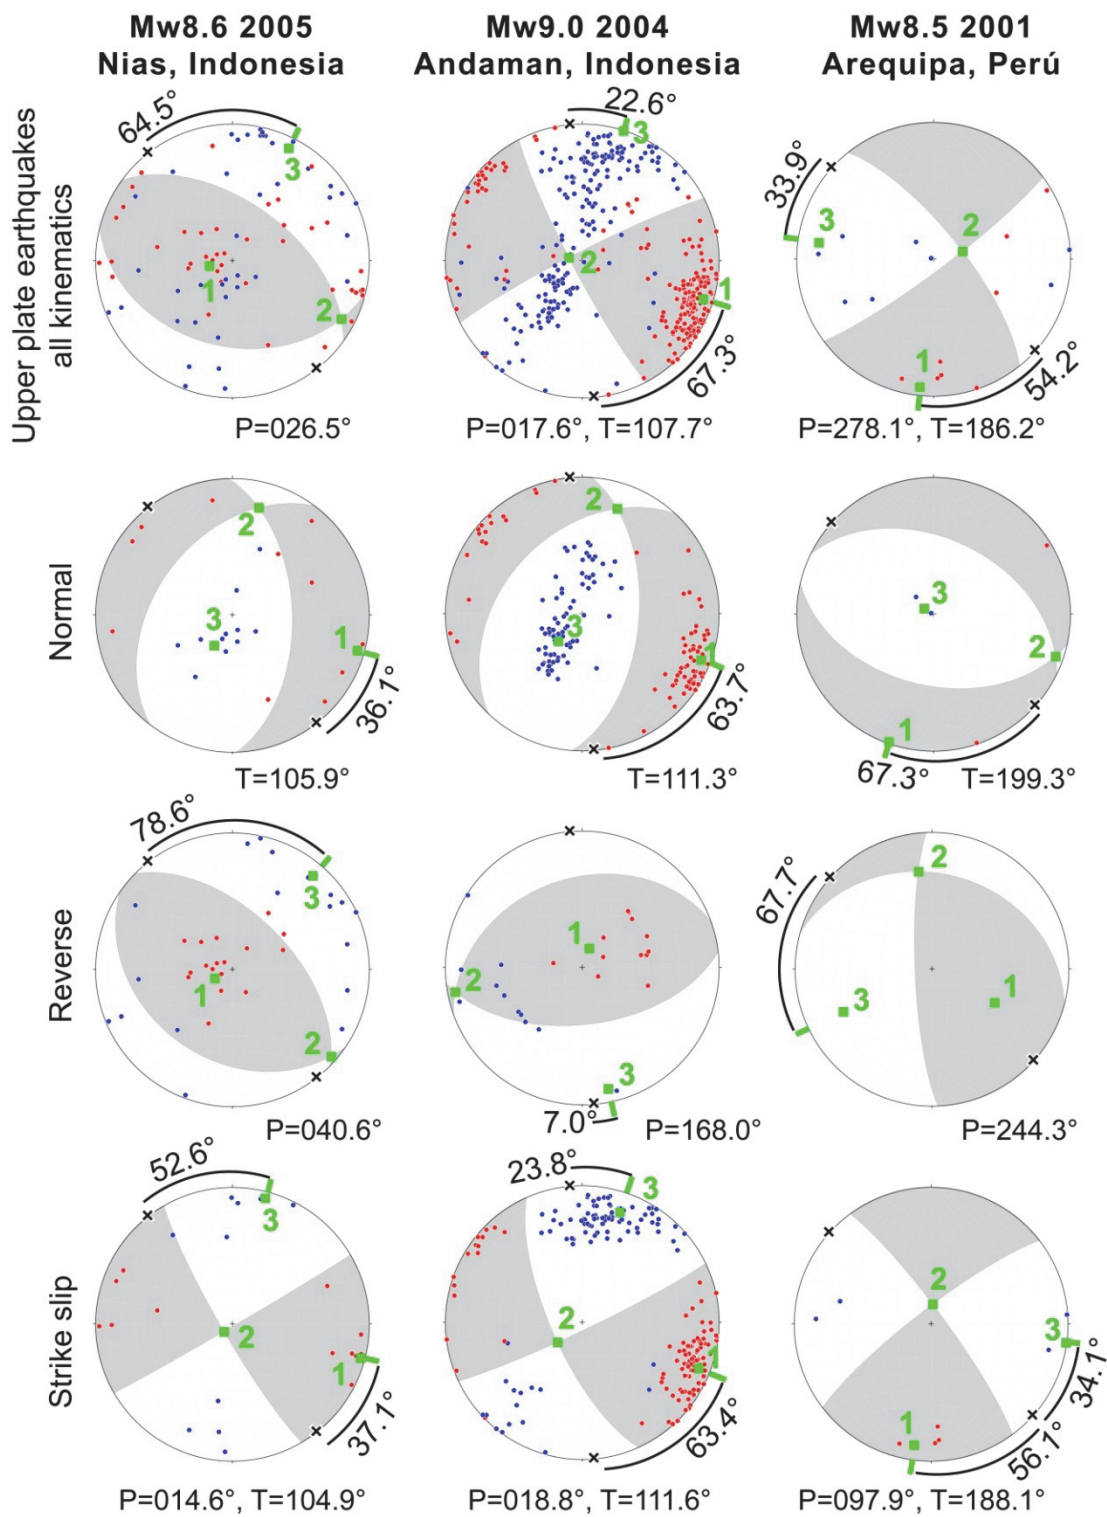 Mw8.6 2005
Nias, Indonesia
Mw9.0 2004
Andaman, Indonesia
Mw8.5 2001
Arequipa, Perú
Upper plate earthquakes
all kinematics
64.5°
3
1
2
P=026.5°
22.6°
3
2
1
67.3°
P=017.6°, T=107.7°
33.9°
3
2
1
54.2°
P=278.1°, T=186.2°
Normal
2
3
1
36.1°
T=105.9°
2
3
1
63.7°
T=111.3°
3
2
1
67.3°
T=199.3°
Reverse
78.6°
3
1
2
P=040.6°
1
2
3
7.0°
P=168.0°
67.7°
2
1
3
P=244.3°
Strike slip
52.6°
3
2
1
37.1°
P=014.6°, T=104.9°
23.8°
3
2
1
63.4°
P=018.8°, T=111.6°
2
3
1
34.1°
56.1°
P=097.9°, T=188.1°